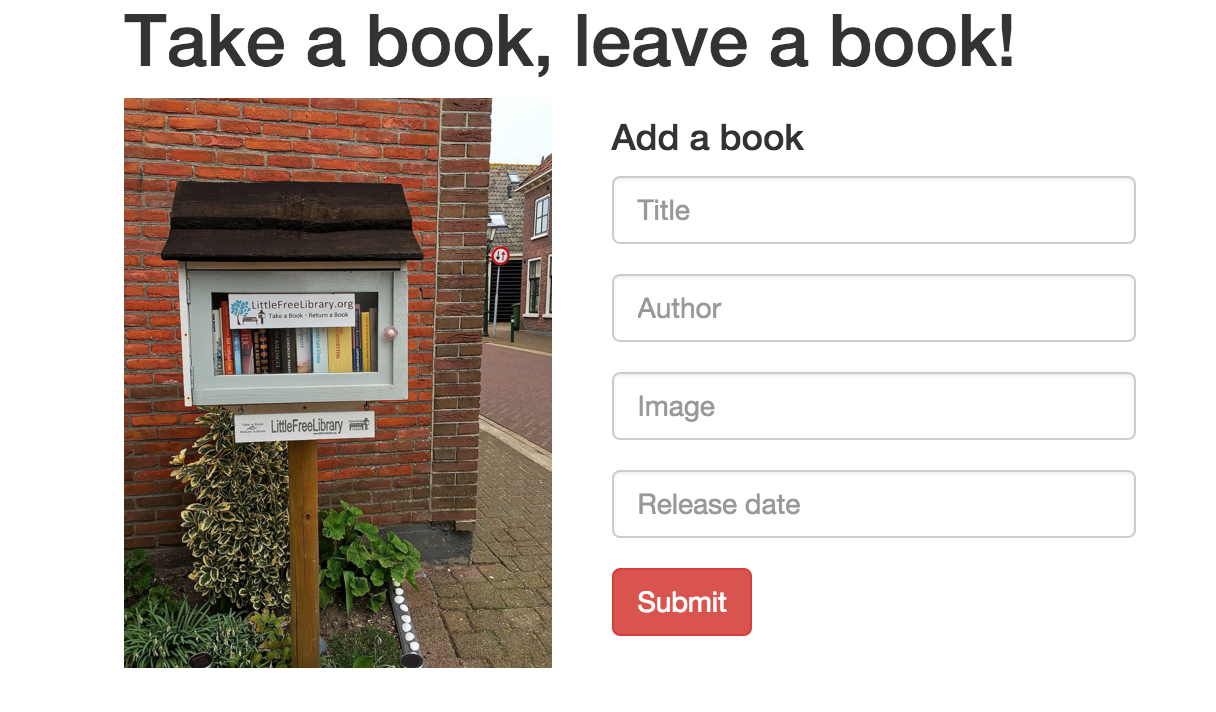 Take a book, leave a book!
Add a book
Title
Author
Image
Release date
Submit
LittleFreeLibrary.org
Take a Book - Return a Book
LittleFreeLibrary